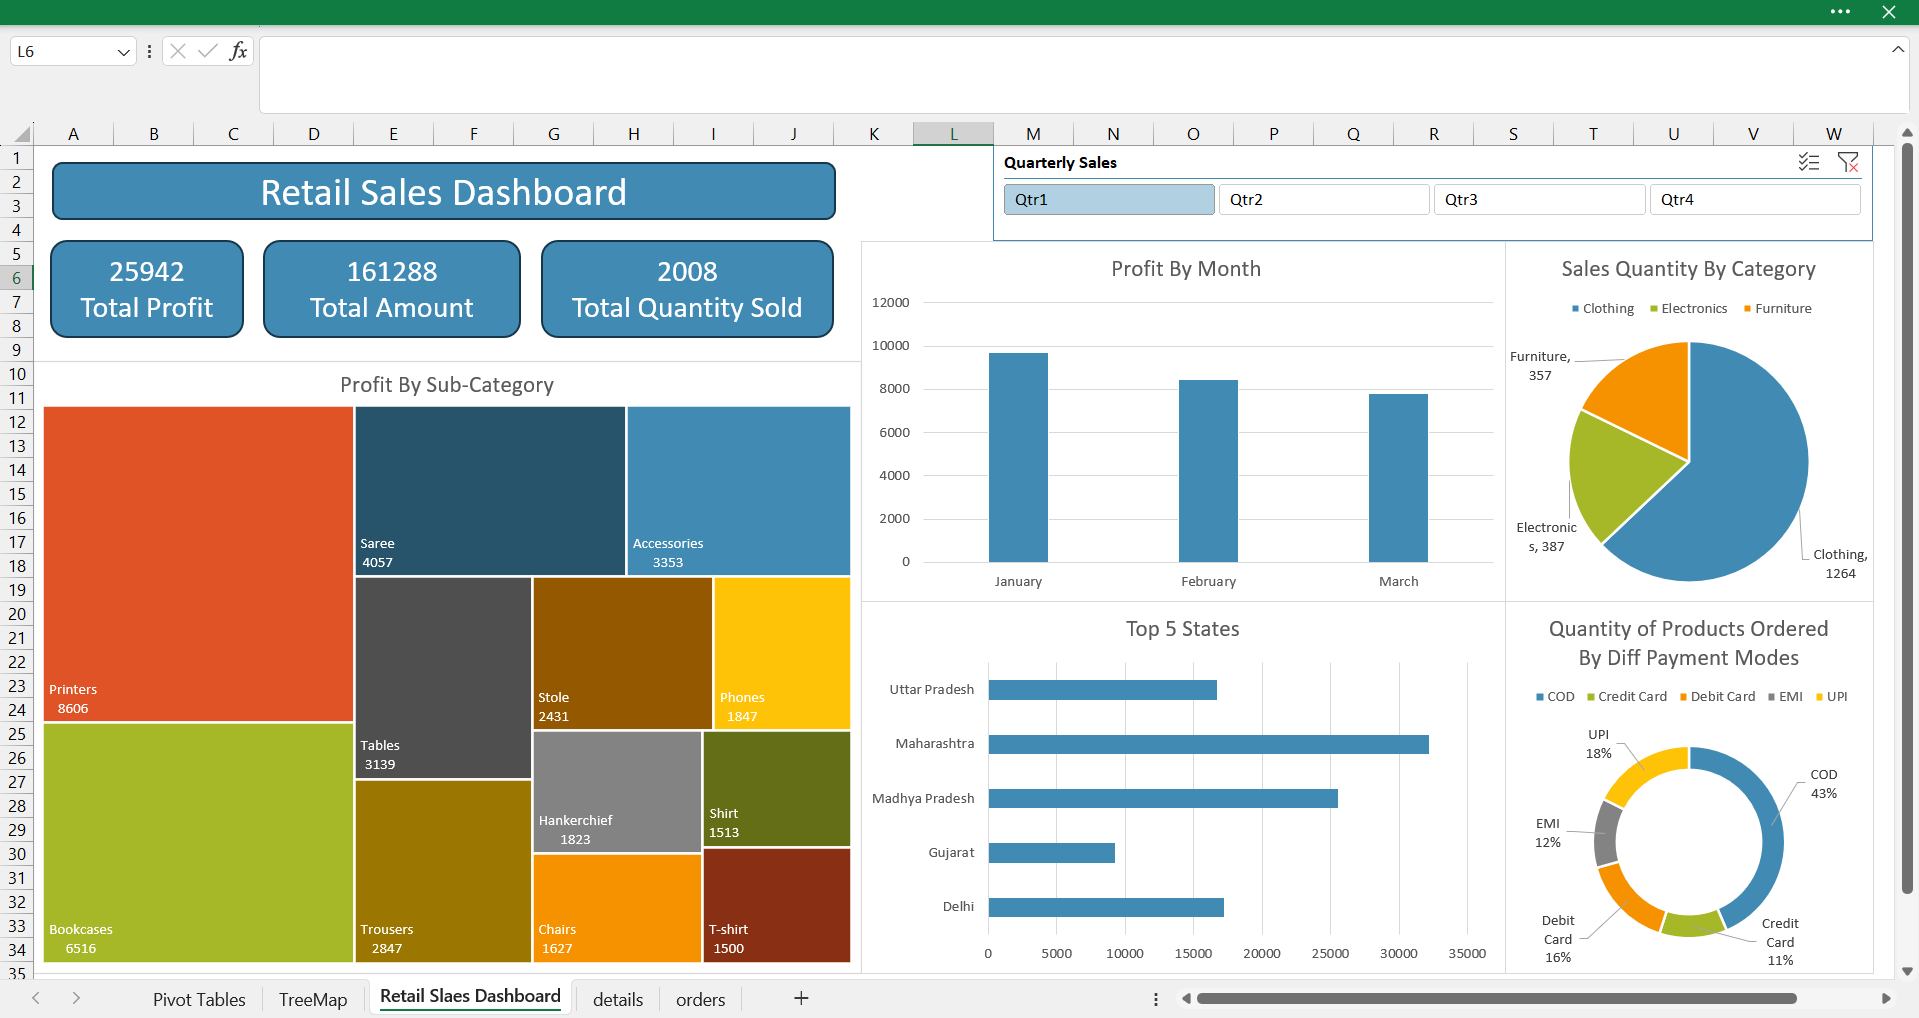 L6
fx
A B C D E F G H I J K L M N O P Q R S T U V W
1
2
3
4
5
6
7
8
9
10
11
12
13
14
15
16
17
18
19
20
21
22
23
24
25
26
27
28
29
30
31
32
33
34
35
Retail Sales Dashboard
Quarterly Sales
Qtr1
Qtr2
Qtr3
Qtr4
25942
Total Profit
161288
Total Amount
2008
Total Quantity Sold
Profit By Sub-Category
Printers
8606
Saree
4057
Accessories
3353
Tables
3139
Stole
2431
Phones
1847
Hankerchief
1823
Shirt
1513
Bookcases
6516
Trousers
2847
Chairs
1627
T-shirt
1500
Profit By Month
12000
10000
8000
6000
4000
2000
0
January
February
March
Sales Quantity By Category
Clothing Electronics Furniture
Furniture,
357
Electronic
s, 387
Clothing,
1264
Top 5 States
Uttar Pradesh
Maharashtra
Madhya Pradesh
Gujarat
Delhi
0 5000 10000 15000 20000 25000 30000 35000
Quantity of Products Ordered
By Diff Payment Modes
COD Credit Card Debit Card EMI UPI
UPI
18%
COD
43%
EMI
12%
Debit
Card
16%
Credit
Card
11%
Pivot Tables
TreeMap
Retail Slaes Dashboard
details
orders